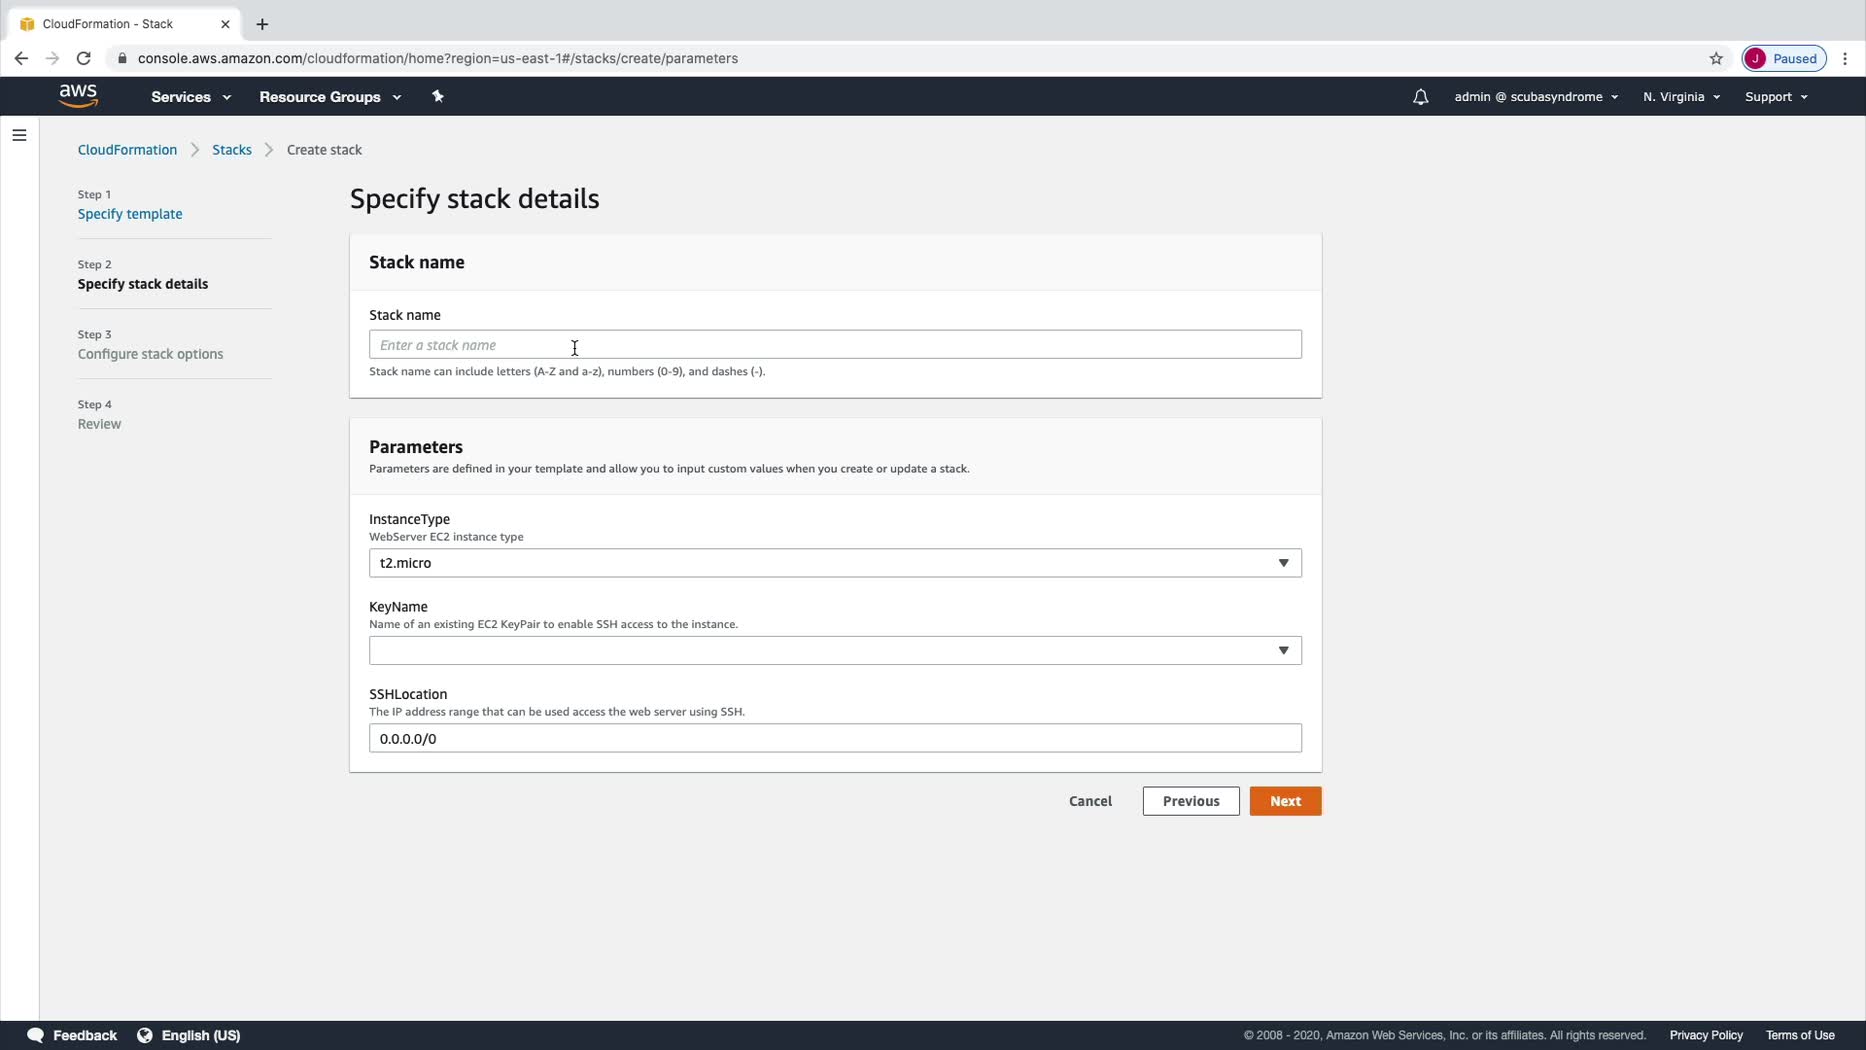 CloudFormation - Stack
console.aws.amazon.com/cloudformation/home?region=us-east-1#/stacks/create/parameters
J Paused
aws Services Resource Groups admin @ scubasyndrome N. Virginia Support
CloudFormation Stacks Create stack
Step 1
Specify template
Step 2
Specify stack details
Step 3
Configure stack options
Step 4
Review
Specify stack details
Stack name
Stack name
Enter a stack name
Stack name can include letters (A-Z and a-z), numbers (0-9), and dashes (-).
Parameters
Parameters are defined in your template and allow you to input custom values when you create or update a stack.
InstanceType
WebServer EC2 instance type
t2.micro
KeyName
Name of an existing EC2 KeyPair to enable SSH access to the instance.
SSHLocation
The IP address range that can be used access the web server using SSH.
0.0.0.0/0
Cancel Previous Next
Feedback English (US) © 2008 - 2020, Amazon Web Services, Inc. or its affiliates. All rights reserved. Privacy Policy Terms of Use